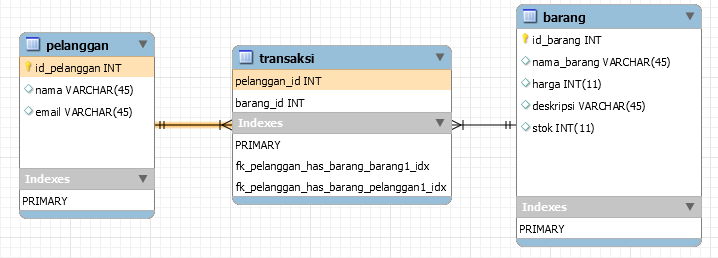 pelanggan
id_pelanggan INT
nama VARCHAR(45)
email VARCHAR(45)
Indexes
PRIMARY
transaksi
pelanggan_id INT
barang_id INT
Indexes
PRIMARY
fk_pelanggan_has_barang_barang1_idx
fk_pelanggan_has_barang_pelanggan1_idx
barang
id_barang INT
nama_barang VARCHAR(45)
harga INT(11)
deskripsi VARCHAR(45)
stok INT(11)
Indexes
PRIMARY